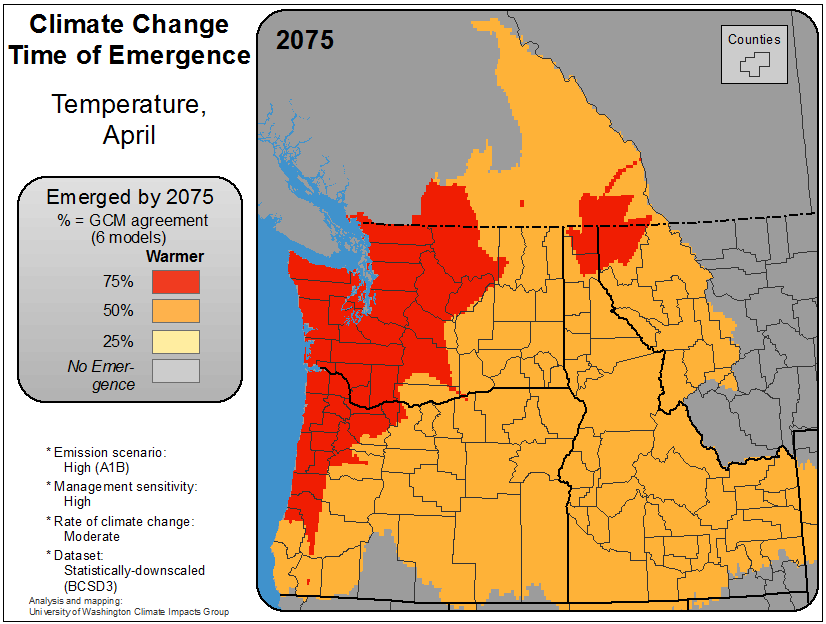 Climate Change
Time of Emergence
Temperature,
April
Emerged by 2075
% = GCM agreement
(6 models)
Warmer
75%
50%
25%
No Emer-
gence
* Emission scenario:
High (A1B)
* Management sensitivity:
High
* Rate of climate change:
Moderate
* Dataset:
Statistically-downscaled
(BCSD3)
Analysis and mapping:
University of Washington Climate Impacts Group
2075
Counties